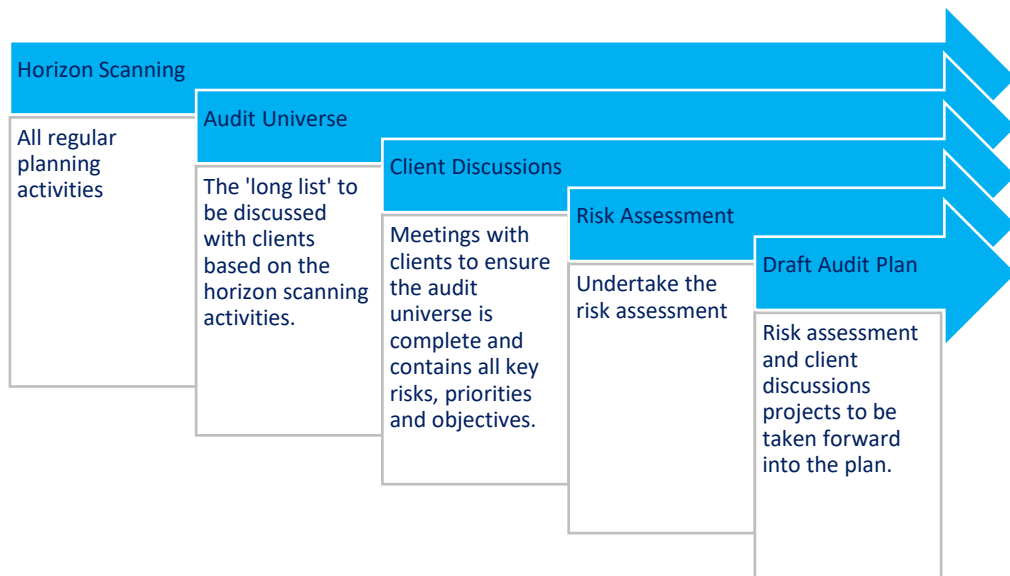 Horizon Scanning
All regular
planning
activities
Audit Universe
The 'long list' to
be discussed
with clients
based on the
horizon scanning
activities.
Client Discussions
Meetings with
clients to ensure
the audit
universe is
complete and
contains all key
risks, priorities
and objectives.
Risk Assessment
Undertake the
risk assessment
Draft Audit Plan
Risk assessment
and client
discussions
projects to be
taken forward
into the plan.